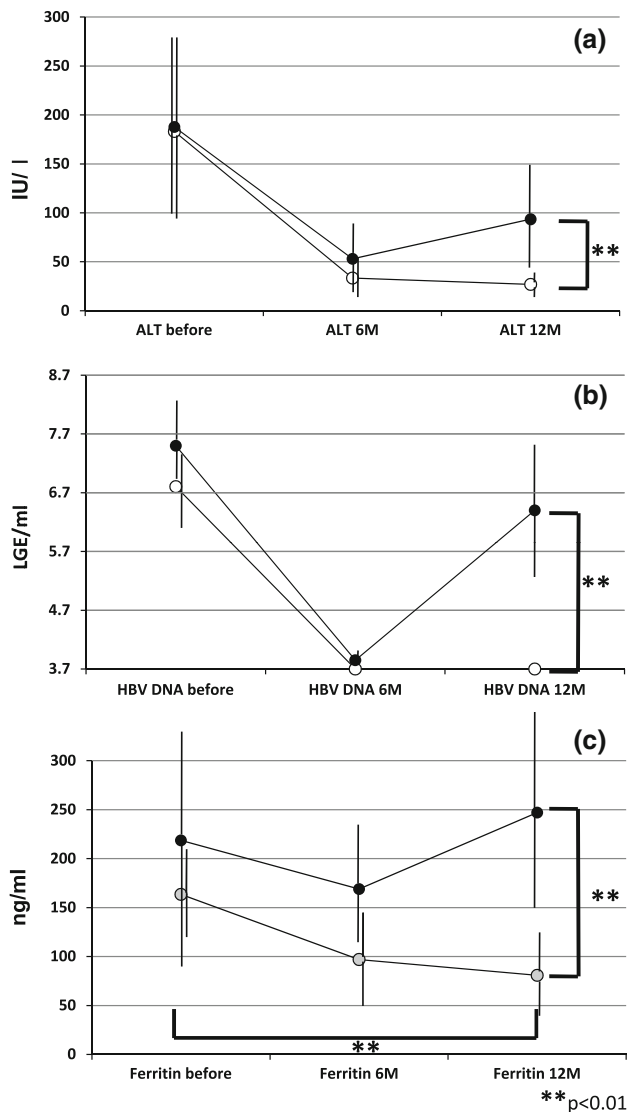 (a)
300
250
200
150
100
50
0
IU/ l
**
ALT before ALT 6M ALT 12M
(b)
8.7
7.7
6.7
5.7
4.7
3.7
LGE/ml
**
HBV DNA before HBV DNA 6M HBV DNA 12M
(c)
300
250
200
150
100
50
0
ng/ml
**
**
Ferritin before Ferritin 6M Ferritin 12M
**p<0.01